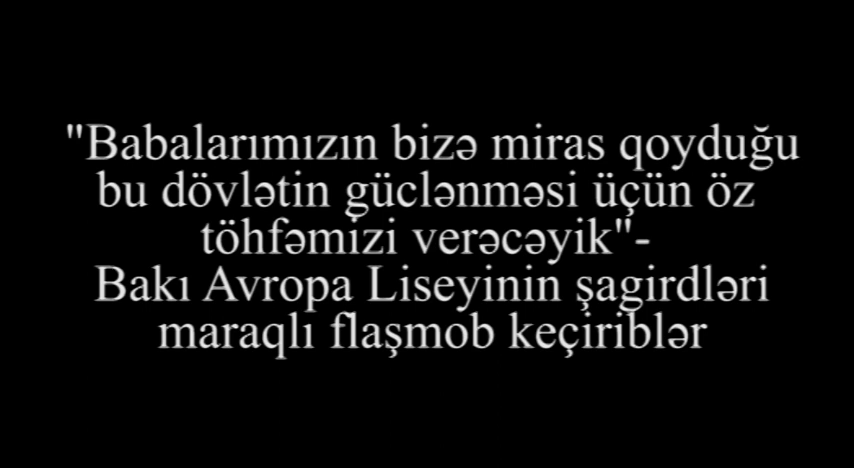 "Babalarımızın bizə miras qoyduğu
bu dövlətin güclənməsi üçün öz
töhfəmizi verəcəyik"-
Bakı Avropa Liseyinin şagirdləri
maraqlı flaşmob keçiriblər